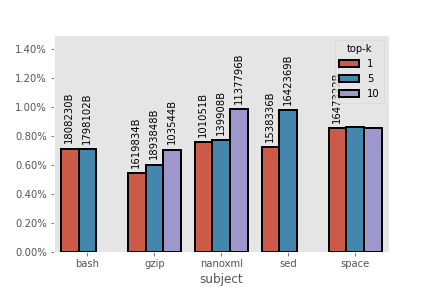 1.40%
1.20%
1.00%
0.80%
0.60%
0.40%
0.20%
0.00%
1808230B
1798102B
1619834B
1893848B
103544B
101051B
139908B
1137796B
1538336B
1642369B
top-k
1
5
10
bash
gzip
nanoxml
sed
space
subject